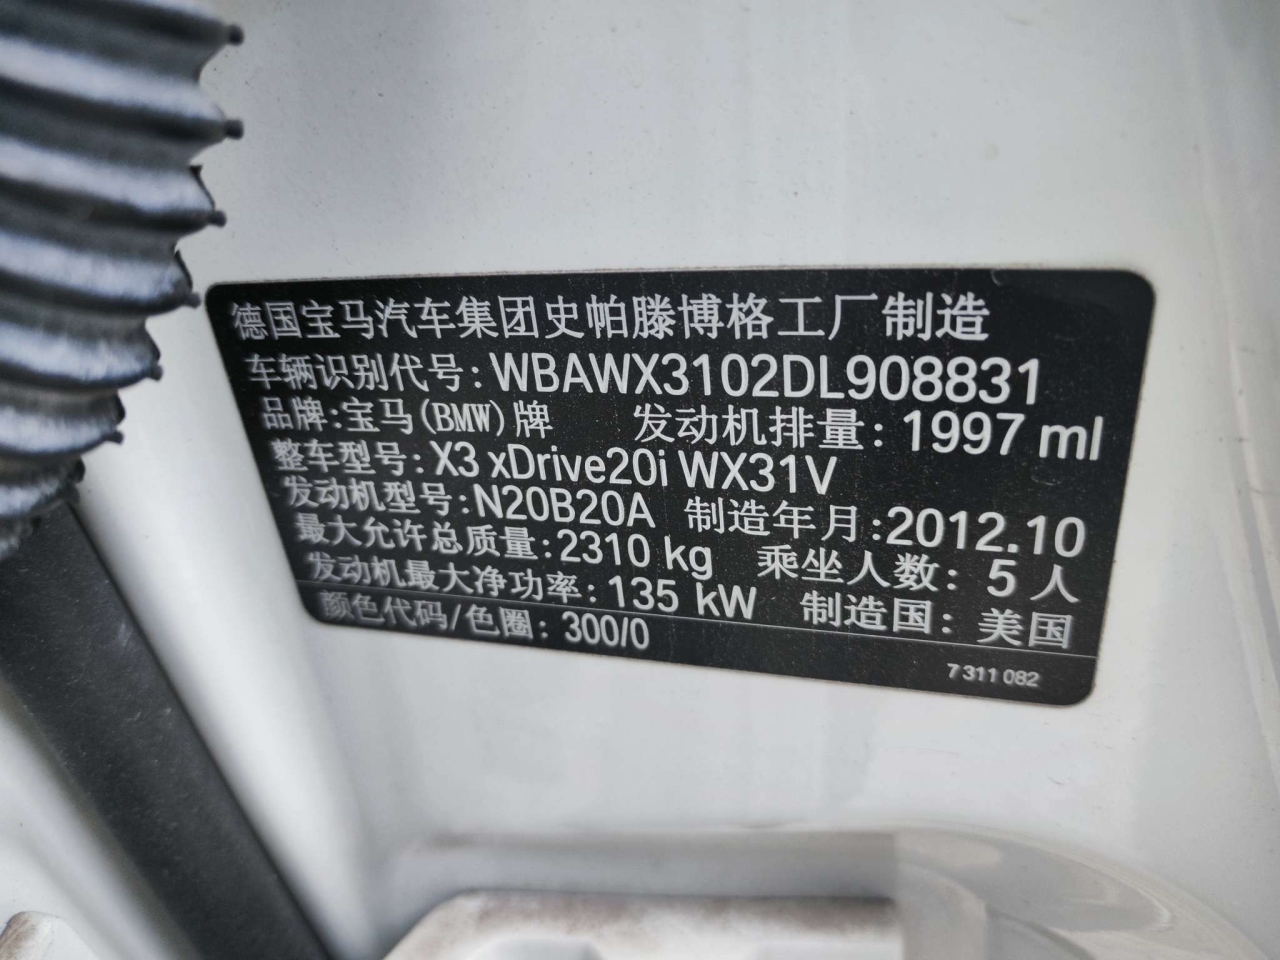 德国宝马汽车集团史帕滕博格工厂制造
车辆识别代号:WBAWX3102DL908831
品牌:宝马(BMW)牌 发动机排量:1997 ml
整车型号:X3 xDrive20i WX31V
发动机型号:N20B20A 制造年月:2012.10
最大允许总质量:2310 kg 乘坐人数:5人
发动机最大净功率:135 kW 制造国:美国
颜色代码/色圈:300/0
7 311 082